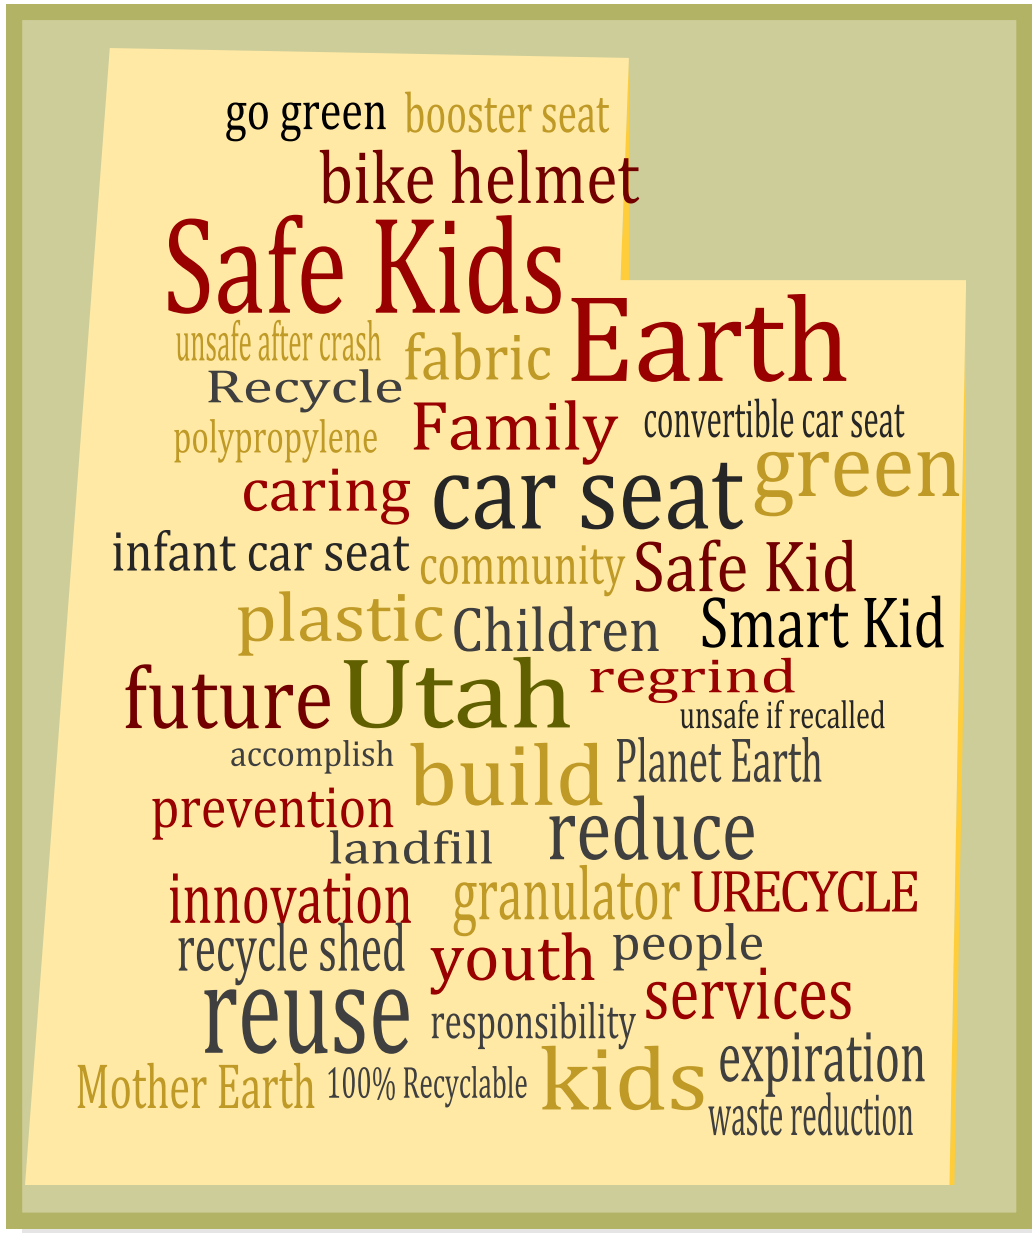 go green booster seat
bike helmet
Safe Kids
Earth
unsafe after crash fabric
Recycle
Family convertible car seat
polypropylene
green
caring car seat
infant car seat community Safe Kid
plastic Children Smart Kid
future Utah regrind
unsafe if recalled
accomplish build Planet Earth
prevention reduce
landfill
innovation granulator URECYCLE
recycle shed youth people
reuse responsibility services
Mother Earth 100% Recyclable kids expiration
waste reduction